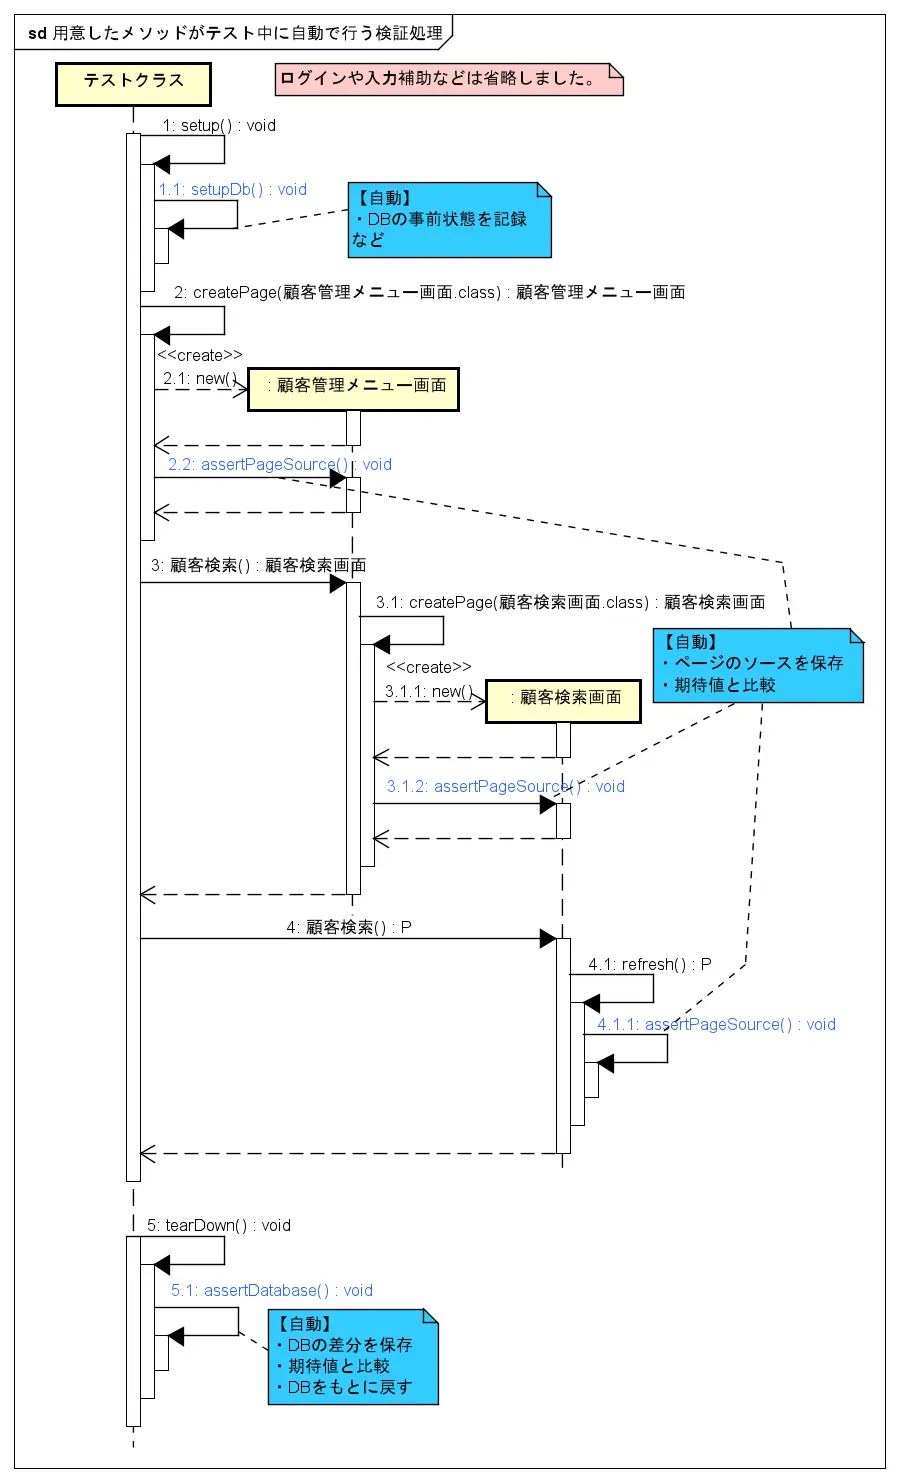 sd 用意したメソッドがテスト中に自動で行う検証処理
テストクラス
ログインや入力補助などは省略しました。
1: setup() : void
1.1: setupDb() : void
【自動】
・DBの事前状態を記録
など
2: createPage(顧客管理メニュー画面.class) : 顧客管理メニュー画面
<<create>>
2.1: new()
: 顧客管理メニュー画面
2.2: assertPageSource() : void
3: 顧客検索() : 顧客検索画面
3.1: createPage(顧客検索画面.class) : 顧客検索画面
【自動】
・ページのソースを保存
・期待値と比較
<<create>>
3.1.1: new()
: 顧客検索画面
3.1.2: assertPageSource() : void
4: 顧客検索() : P
4.1: refresh() : P
4.1.1: assertPageSource() : void
5: tearDown() : void
5.1: assertDatabase() : void
【自動】
・DBの差分を保存
・期待値と比較
・DBをもとに戻す